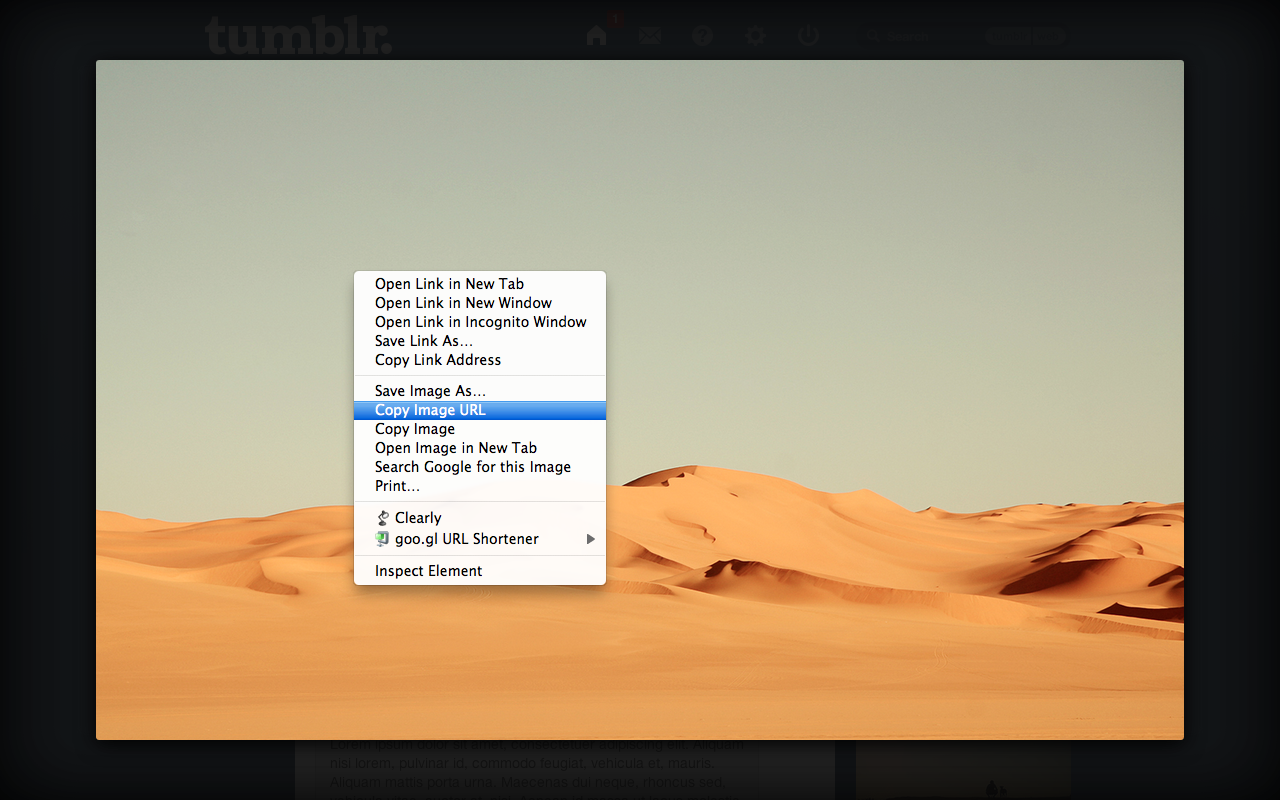 tumblr.
1
Open Link in New Tab
Open Link in New Window
Open Link in Incognito Window
Save Link As...
Copy Link Address
Save Image As...
Copy Image URL
Copy Image
Open Image in New Tab
Search Google for this Image
Print...
Clearly
goo.gl URL Shortener
Inspect Element
Lorem ipsum dolor sit amet, consectetuer adipiscing elit. Aliquam
nisi lorem, pulvinar id, commodo feugiat, vehicula et, mauris.
Aliquam mattis porta urna. Maecenas dui neque, rhoncus sed,